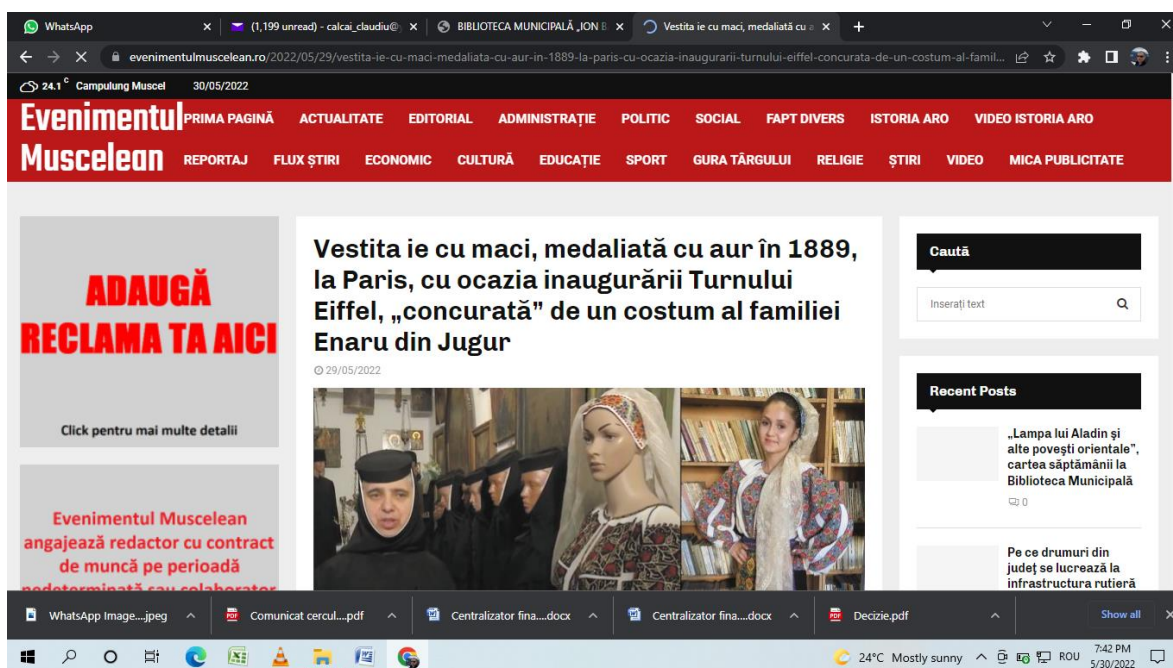 WhatsApp
(1,199 unread) - calcai_claudiu@
BIBLIOTECA MUNICIPALĂ „ION B
Vestita ie cu maci, medaliată cu a
evenimentulmuscelean.ro/2022/05/29/vestita-ie-cu-maci-medaliata-cu-aur-in-1889-la-paris-cu-ocazia-inaugurarii-turnului-eiffel-concurata-de-un-costum-al-famil...
24.1 C Campulung Muscel 30/05/2022
Evenimentul
Muscelean
PRIMA PAGINĂ ACTUALITATE EDITORIAL ADMINISTRAȚIE POLITIC SOCIAL FAPT DIVERS ISTORIA ARO VIDEO ISTORIA ARO
REPORTAJ FLUX ȘTIRI ECONOMIC CULTURĂ EDUCAȚIE SPORT GURA TÂRGULUI RELIGIE ȘTIRI VIDEO MICA PUBLICITATE
ADAUGĂ
RECLAMA TA AICI
Click pentru mai multe detalii
Evenimentul Muscelean
angajează redactor cu contract
de muncă pe perioadă
nedeterminată sau colaborator
Vestita ie cu maci, medaliată cu aur în 1889,
la Paris, cu ocazia inaugurării Turnului
Eiffel, „concurată” de un costum al familiei
Enaru din Jugur
29/05/2022
Caută
Inserați text
Recent Posts
„Lampa lui Aladin și
alte povești orientale”,
cartea săptămânii la
Biblioteca Municipală
0
Pe ce drumuri din
județ se lucrează la
infrastructura rutieră
WhatsApp Image....jpeg
Comunicat cercul....pdf
Centralizator fina....docx
Centralizator fina....docx
Decizie.pdf
Show all
24°C Mostly sunny
ROU
7:42 PM
5/30/2022